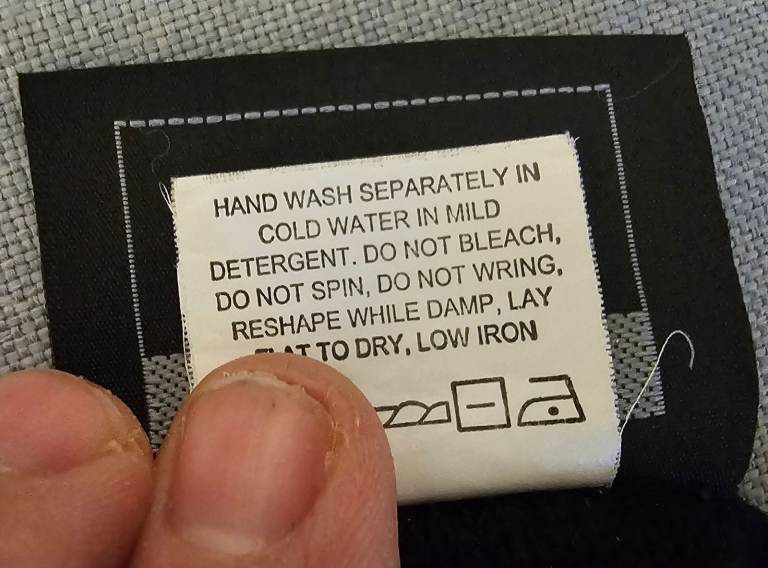 HAND WASH SEPARATELY IN
COLD WATER IN MILD
DETERGENT. DO NOT BLEACH,
DO NOT SPIN, DO NOT WRING,
RESHAPE WHILE DAMP, LAY
FLAT TO DRY, LOW IRON